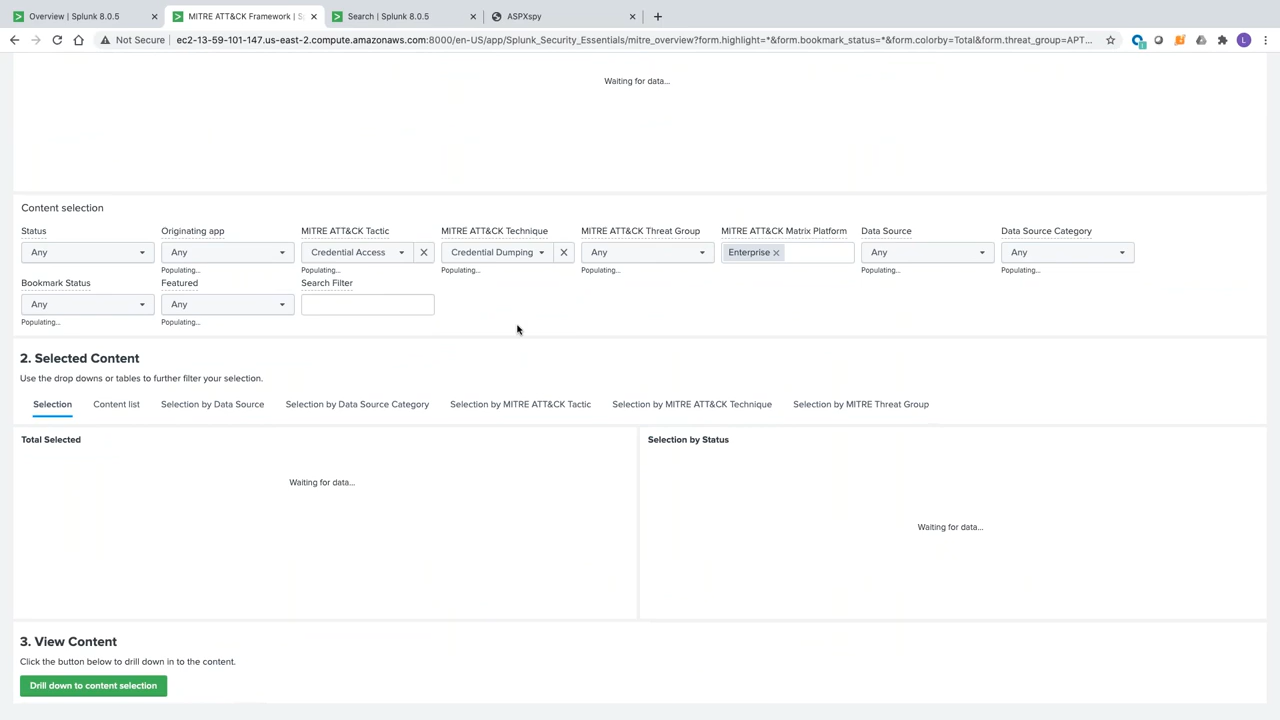 Overview | Splunk 8.0.5
MITRE ATT&CK Framework | S
Search | Splunk 8.0.5
ASPXspy
Not Secure
ec2-13-59-101-147.us-east-2.compute.amazonaws.com:8000/en-US/app/Splunk_Security_Essentials/mitre_overview?form.highlight=*&form.bookmark_status=*&form.colorby=Total&form.threat_group=APT...
L
Waiting for data...
Content selection
Status
Originating app
MITRE ATT&CK Tactic
MITRE ATT&CK Technique
MITRE ATT&CK Threat Group
MITRE ATT&CK Matrix Platform
Data Source
Data Source Category
Any
Any
Credential Access
Credential Dumping
Any
Enterprise
Any
Any
Populating...
Populating...
Populating...
Populating...
Populating...
Populating...
Bookmark Status
Featured
Search Filter
Any
Any
Populating...
Populating...
2. Selected Content
Use the drop downs or tables to further filter your selection.
Selection
Content list
Selection by Data Source
Selection by Data Source Category
Selection by MITRE ATT&CK Tactic
Selection by MITRE ATT&CK Technique
Selection by MITRE Threat Group
Total Selected
Selection by Status
Waiting for data...
Waiting for data...
3. View Content
Click the button below to drill down in to the content.
Drill down to content selection